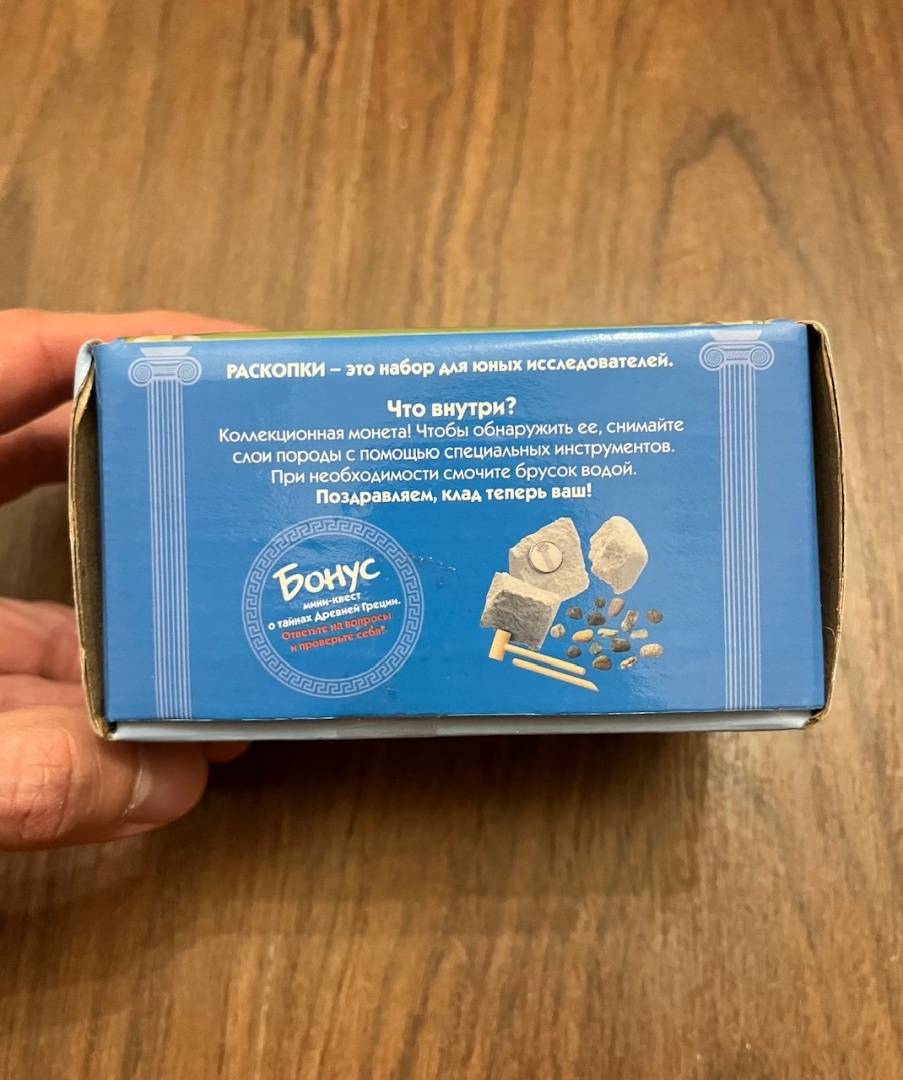 РАСКОПКИ – это набор для юных исследователей.
Что внутри?
Коллекционная монета! Чтобы обнаружить ее, снимайте
слои породы с помощью специальных инструментов.
При необходимости смочите брусок водой.
Поздравляем, клад теперь ваш!
Бонус
мини-квест
о тайнах Древней Греции.
Ответьте на вопросы
и проверьте себя!